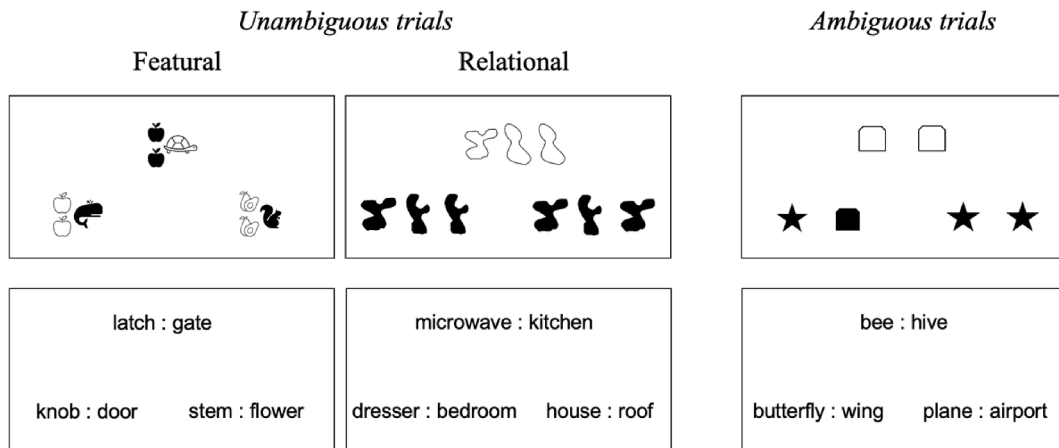 Unambiguous trials
Ambiguous trials
Featural
Relational
latch : gate
knob : door
stem : flower
microwave : kitchen
dresser : bedroom
house : roof
bee : hive
butterfly : wing
plane : airport